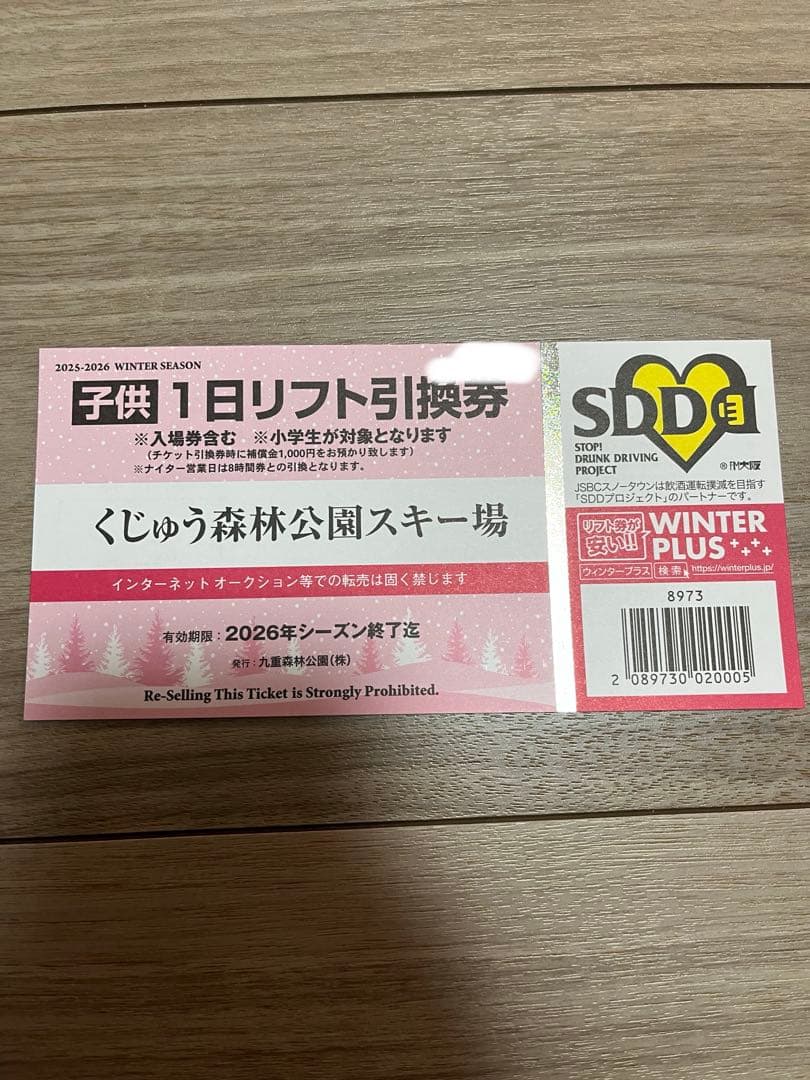 2025-2026 WINTER SEASON
子供 1日リフト引換券
※入場券含む ※小学生が対象となります
(チケット引換券時に補償金1,000円をお預かり致します)
※ナイター営業日は8時間券との引換となります。
くじゅう森林公園スキー場
インターネットオークション等での転売は固く禁じます
有効期限：2026年シーズン終了迄
発行：九重森林公園(株)
Re-Selling This Ticket is Strongly Prohibited.
SDDd
STOP!
DRUNK DRIVING
PROJECT
大阪
JSBCスノータウンは飲酒運転撲滅を目指す
「SDDプロジェクト」のパートナーです。
リフト券が
安い!!
WINTER
PLUS
ウィンタープラス 検索 https://winterplus.jp/
8973
2 089730 020005